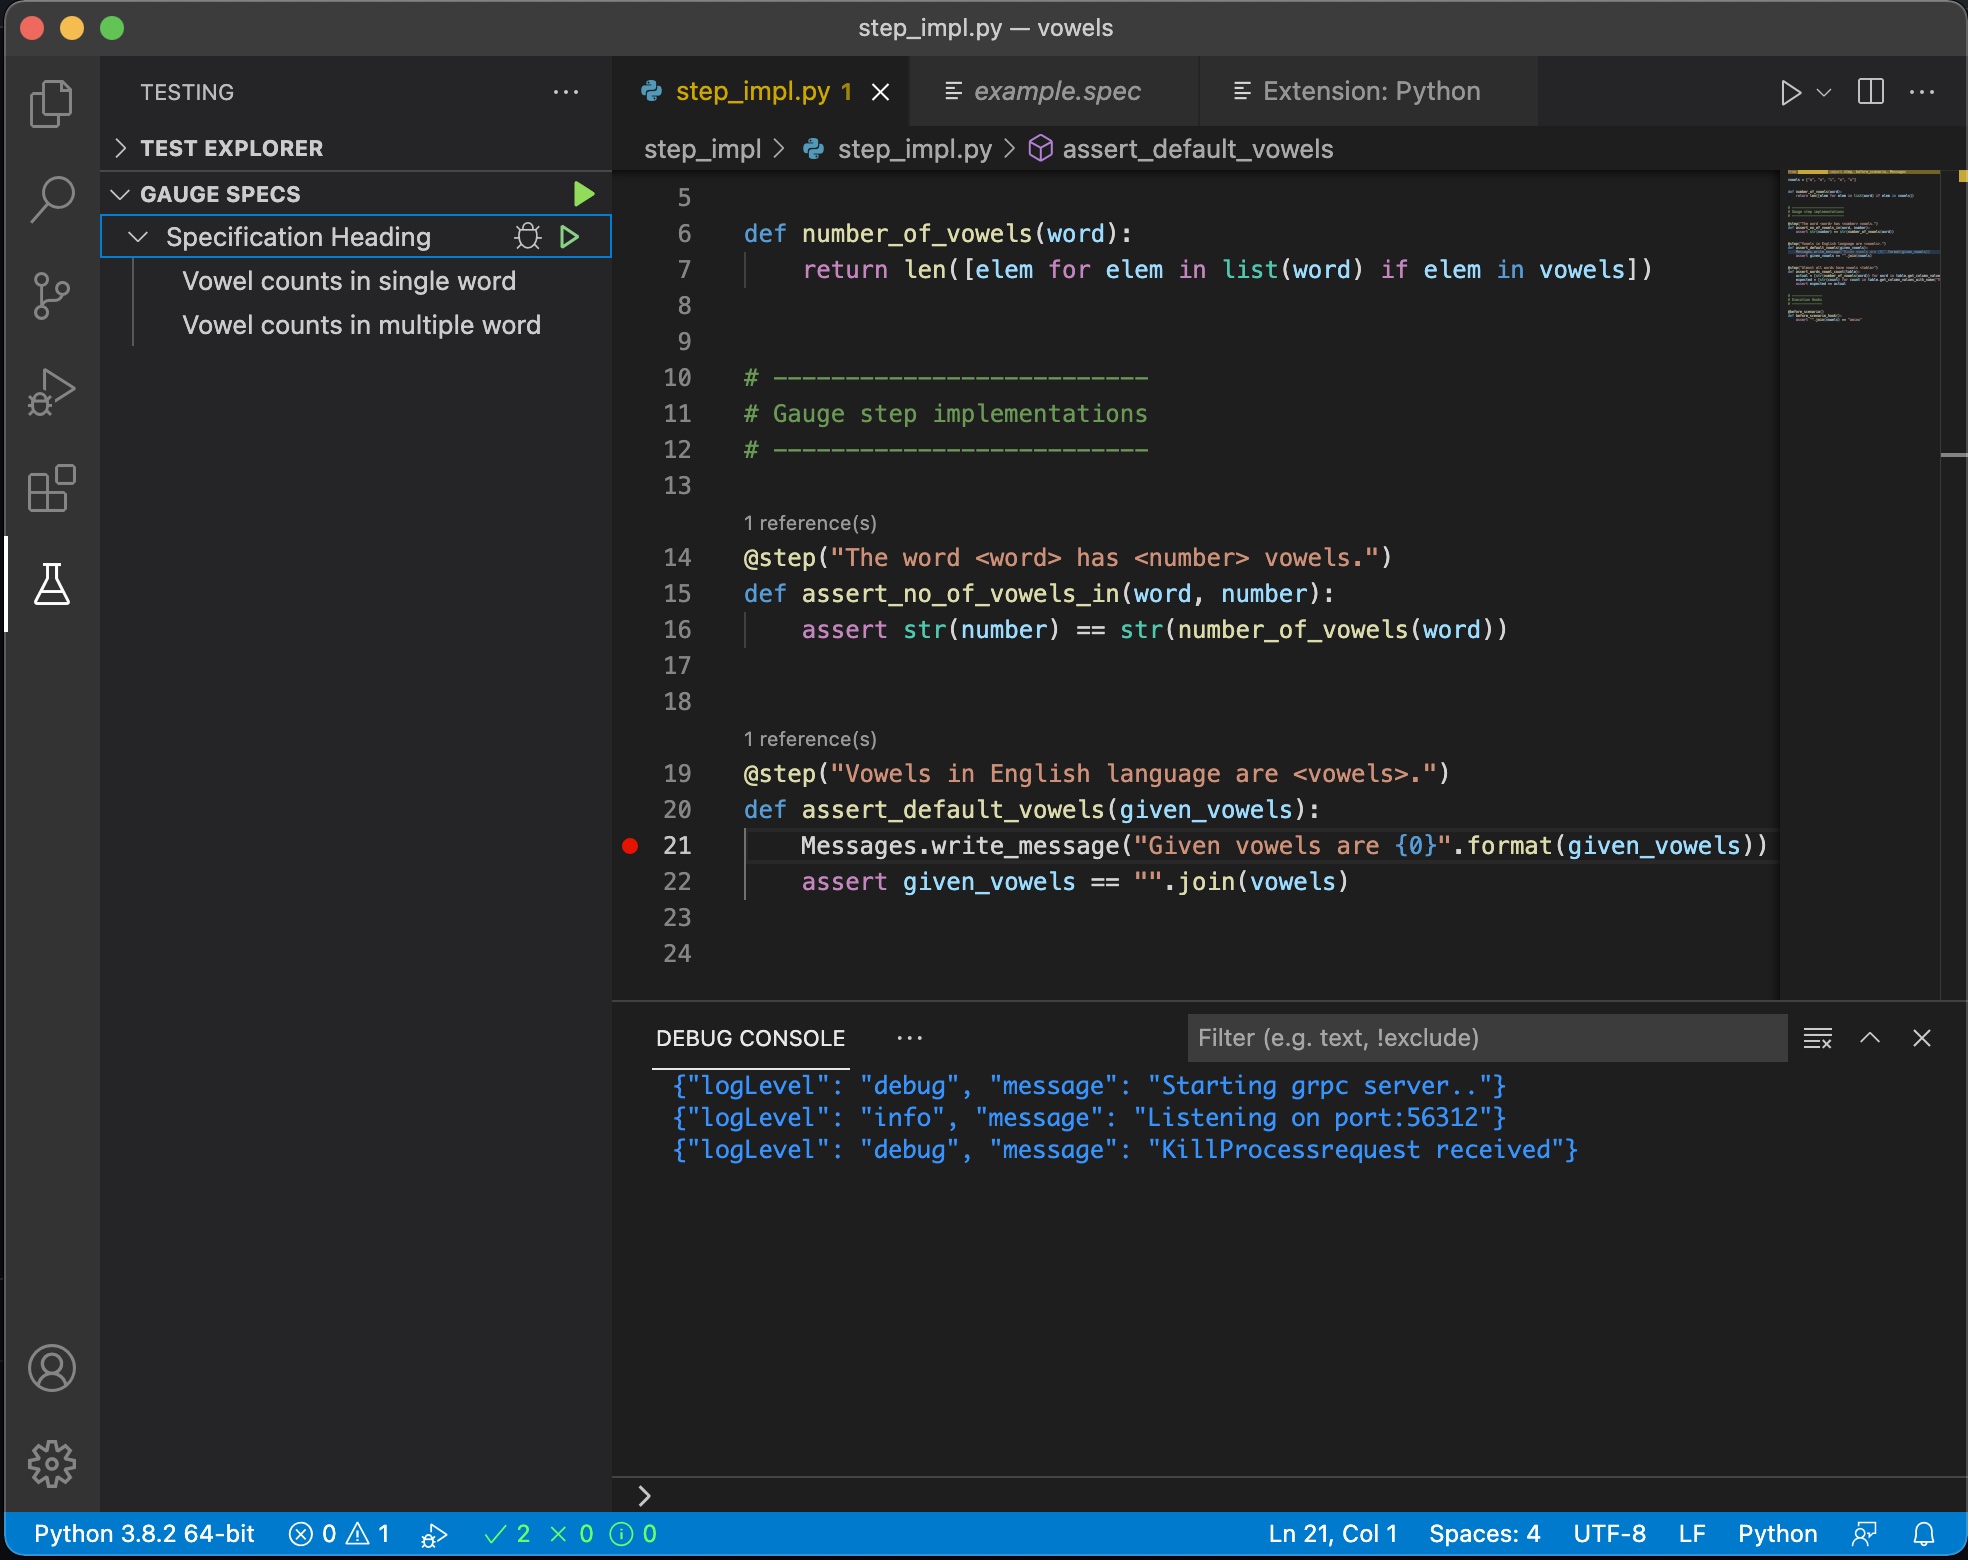 step_impl.py — vowels
TESTING
TEST EXPLORER
GAUGE SPECS
Specification Heading
Vowel counts in single word
Vowel counts in multiple word
step_impl.py 1
example.spec
Extension: Python
step_impl > step_impl.py > assert_default_vowels
5
6 def number_of_vowels(word):
7 return len([elem for elem in list(word) if elem in vowels])
8
9
10 # --------------------------
11 # Gauge step implementations
12 # --------------------------
13
1 reference(s)
14 @step("The word <word> has <number> vowels.")
15 def assert_no_of_vowels_in(word, number):
16 assert str(number) == str(number_of_vowels(word))
17
18
1 reference(s)
19 @step("Vowels in English language are <vowels>.")
20 def assert_default_vowels(given_vowels):
21 Messages.write_message("Given vowels are {0}".format(given_vowels))
22 assert given_vowels == "".join(vowels)
23
24
DEBUG CONSOLE
Filter (e.g. text, !exclude)
{"logLevel": "debug", "message": "Starting grpc server.."}
{"logLevel": "info", "message": "Listening on port:56312"}
{"logLevel": "debug", "message": "KillProcessrequest received"}
Python 3.8.2 64-bit 0 1 2 0 0 Ln 21, Col 1 Spaces: 4 UTF-8 LF Python